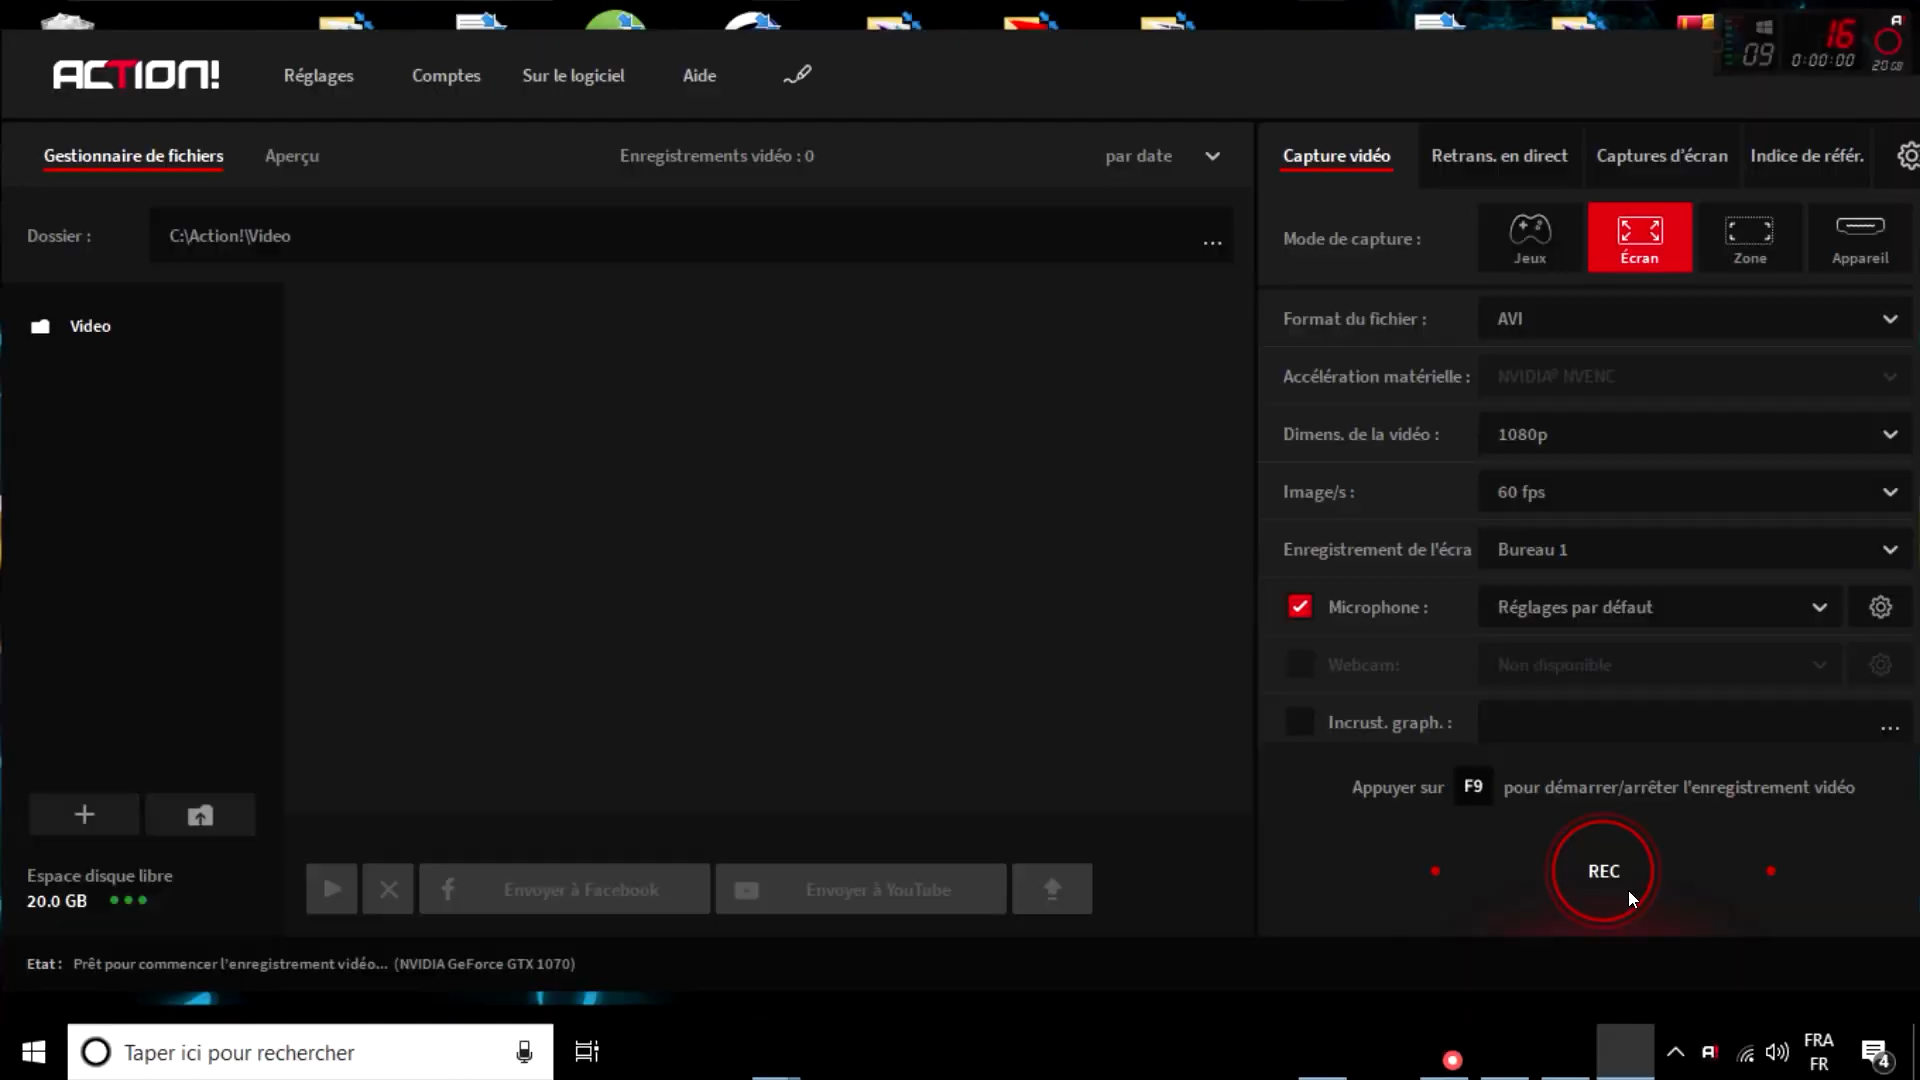 ACTION!
Réglages
Comptes
Sur le logiciel
Aide
09
16
0:00:00
A!
20 GB
Gestionnaire de fichiers
Aperçu
Enregistrements vidéo : 0
par date
Capture vidéo
Retrans. en direct
Captures d'écran
Indice de référ.
Dossier :
C:\Action!\Video
...
Mode de capture :
Jeux
Écran
Zone
Appareil
Video
Format du fichier :
AVI
Accélération matérielle :
NVIDIA® NVENC
Dimens. de la vidéo :
1080p
Image/s :
60 fps
Enregistrement de l'écra
Bureau 1
Microphone :
Réglages par défaut
Webcam:
Non disponible
Incrust. graph. :
...
Appuyer sur F9 pour démarrer/arrêter l'enregistrement vidéo
REC
Espace disque libre
20.0 GB
Envoyer à Facebook
Envoyer à YouTube
Etat : Prêt pour commencer l'enregistrement vidéo... (NVIDIA GeForce GTX 1070)
Taper ici pour rechercher
A!
FRA
FR
4